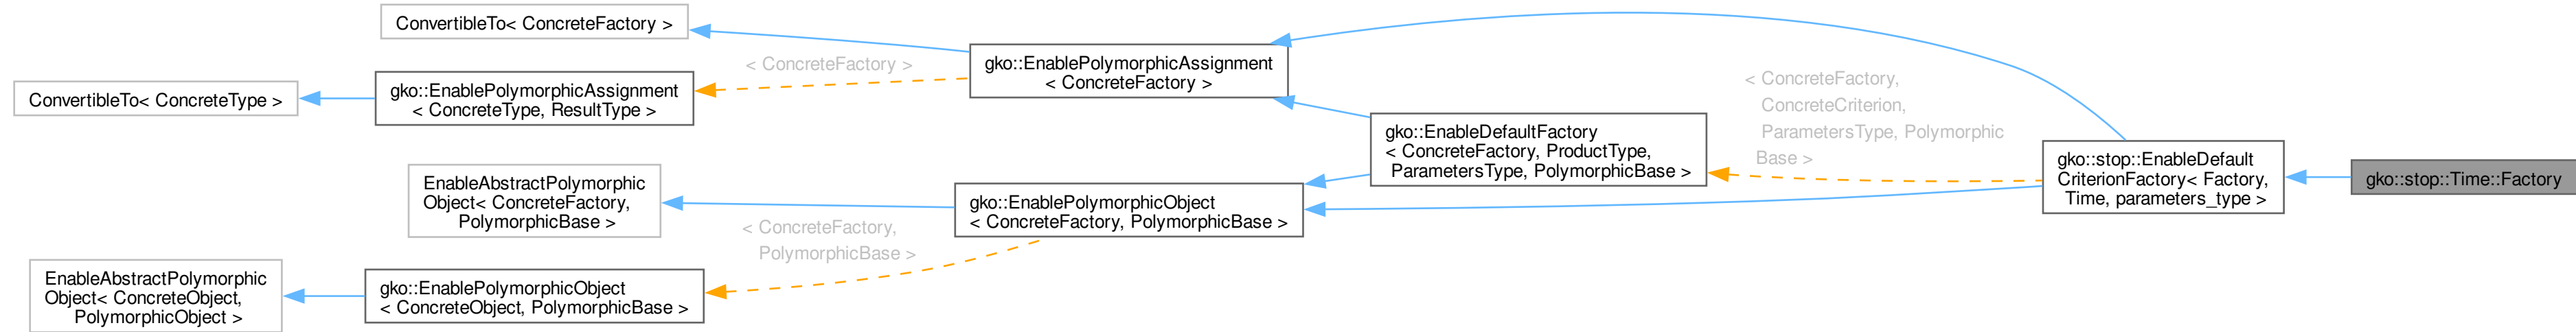 ConvertibleTo< ConcreteFactory >
ConvertibleTo< ConcreteType >
gko::EnablePolymorphicAssignment
< ConcreteType, ResultType >
< ConcreteFactory >
gko::EnablePolymorphicAssignment
< ConcreteFactory >
EnableAbstractPolymorphic
Object< ConcreteFactory,
PolymorphicBase >
EnableAbstractPolymorphic
Object< ConcreteObject,
PolymorphicObject >
gko::EnablePolymorphicObject
< ConcreteObject, PolymorphicBase >
< ConcreteFactory,
PolymorphicBase >
gko::EnablePolymorphicObject
< ConcreteFactory, PolymorphicBase >
gko::EnableDefaultFactory
< ConcreteFactory, ProductType,
ParametersType, PolymorphicBase >
< ConcreteFactory,
ConcreteCriterion,
ParametersType, Polymorphic
Base >
gko::stop::EnableDefault
CriterionFactory< Factory,
Time, parameters_type >
gko::stop::Time::Factory